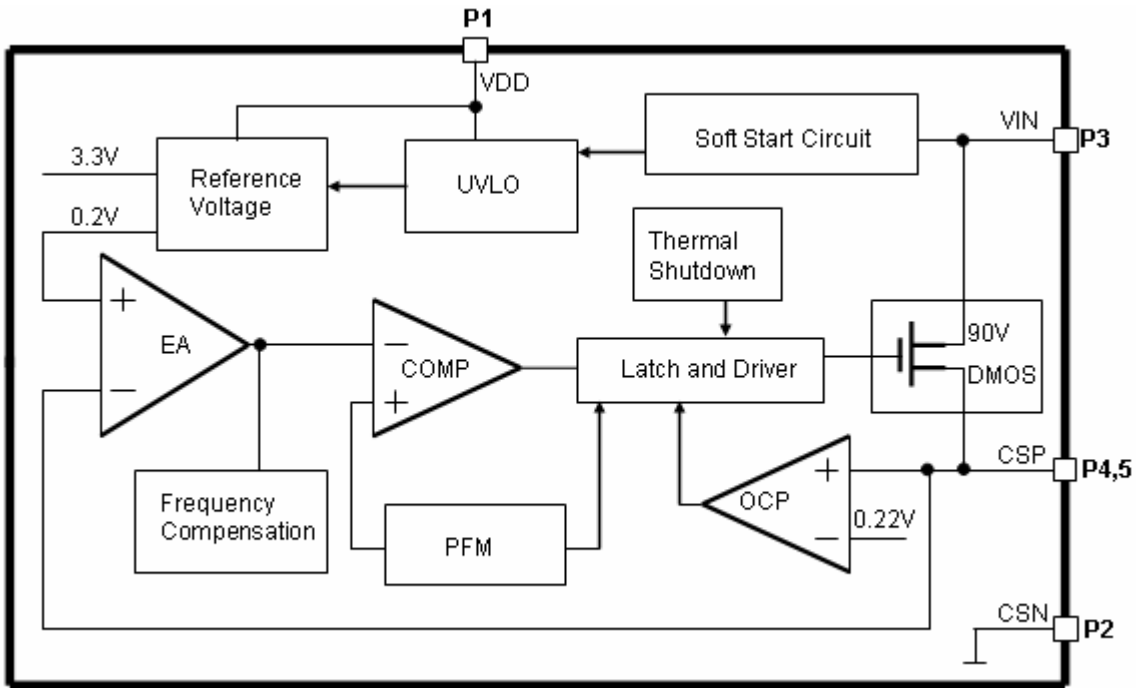 P1
VDD
VIN
P3
Soft Start Circuit
3.3V
Reference
Voltage
UVLO
0.2V
Thermal
Shutdown
+
EA
−
−
COMP
+
Latch and Driver
90V
DMOS
CSP
P4,5
+
OCP
0.22V
−
Frequency
Compensation
PFM
CSN
P2